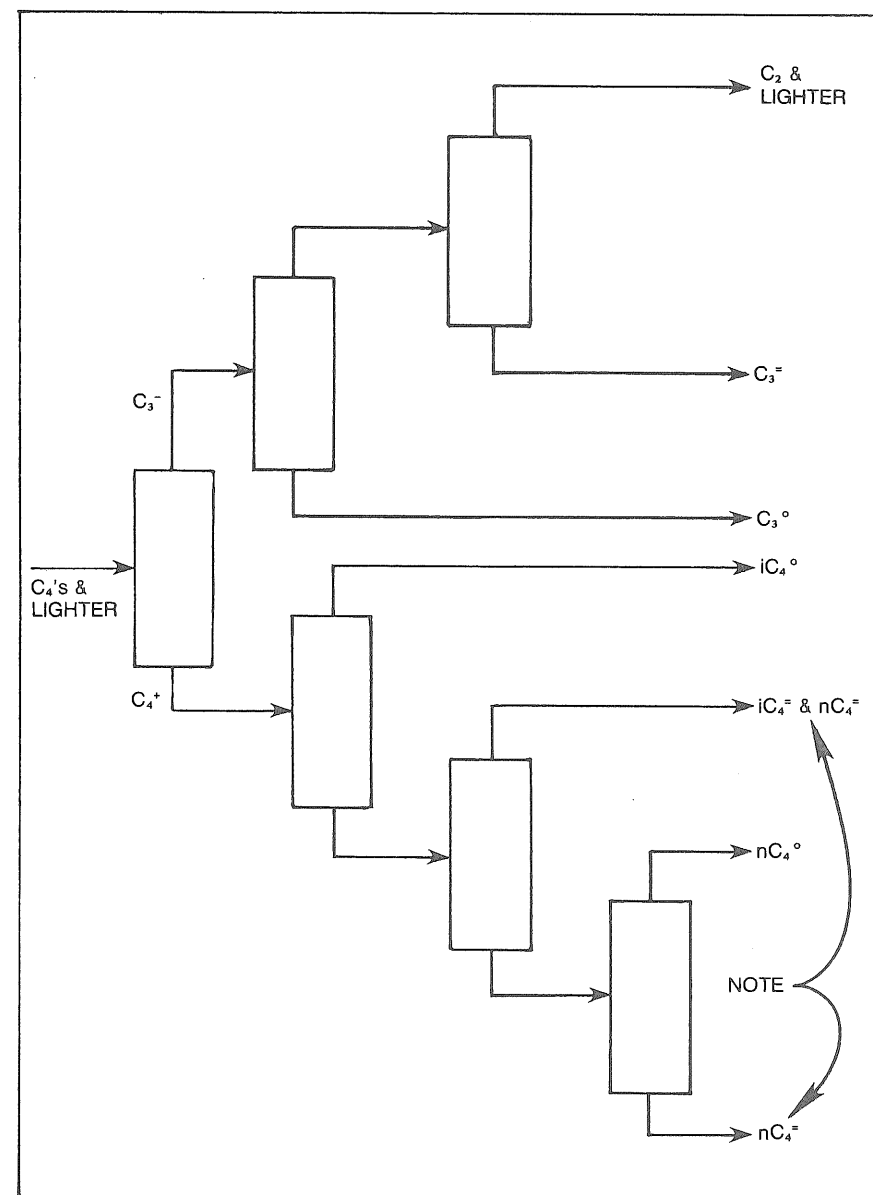 C₂ &
LIGHTER
C₃⁼
C₃⁻
C₃°
iC₄°
C₄'s &
LIGHTER
C₄⁺
iC₄⁼ & nC₄⁼
nC₄°
NOTE
nC₄⁼